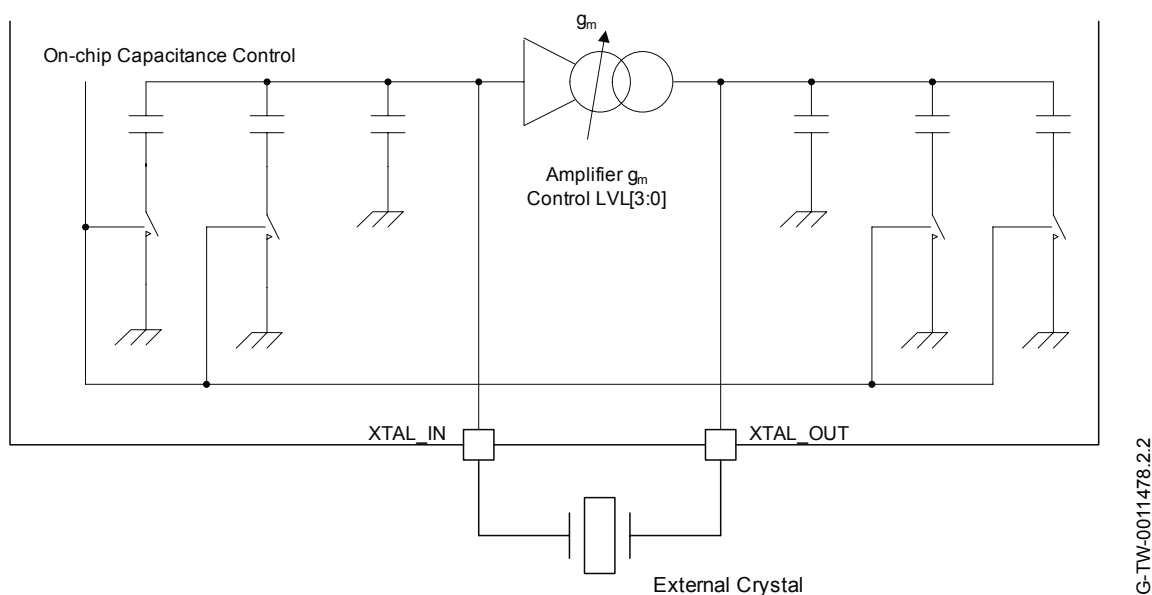 gm
On-chip Capacitance Control
Amplifier gm
Control LVL[3:0]
XTAL_IN
XTAL_OUT
External Crystal
G-TW-0011478.2.2